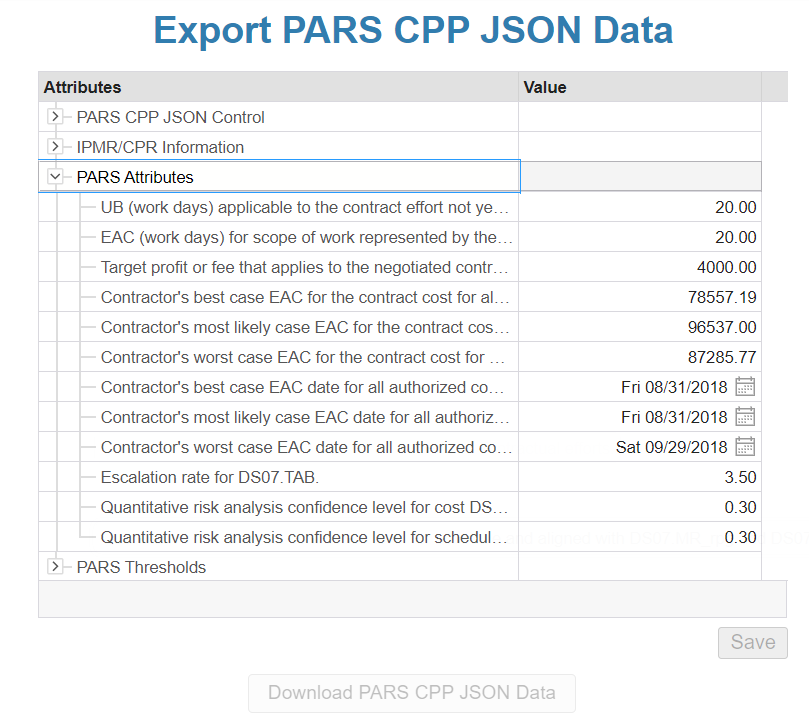 Export PARS CPP JSON Data
Attributes Value
PARS CPP JSON Control
IPMR/CPR Information
PARS Attributes
UB (work days) applicable to the contract effort not ye... 20.00
EAC (work days) for scope of work represented by the... 20.00
Target profit or fee that applies to the negotiated contr... 4000.00
Contractor's best case EAC for the contract cost for al... 78557.19
Contractor's most likely case EAC for the contract cos... 96537.00
Contractor's worst case EAC for the contract cost for ... 87285.77
Contractor's best case EAC date for all authorized co... Fri 08/31/2018
Contractor's most likely case EAC date for all authoriz... Fri 08/31/2018
Contractor's worst case EAC date for all authorized co... Sat 09/29/2018
Escalation rate for DS07.TAB. 3.50
Quantitative risk analysis confidence level for cost DS... 0.30
Quantitative risk analysis confidence level for schedul... 0.30
PARS Thresholds
Save
Download PARS CPP JSON Data